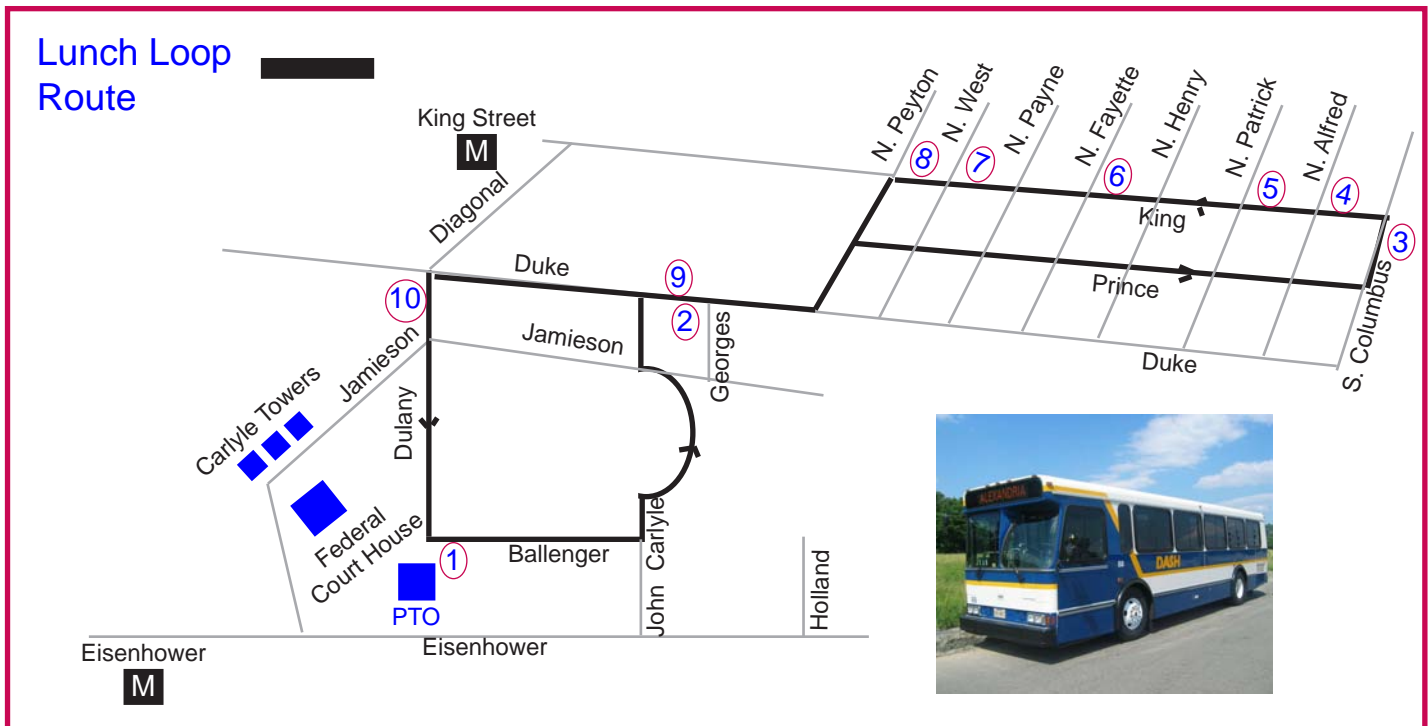 Lunch Loop
Route
King Street
M
Diagonal
N. Peyton
N. West
N. Payne
N. Fayette
N. Henry
N. Patrick
N. Alfred
8
7
6
5
4
3
King
Prince
Duke
S. Columbus
Duke
9
2
10
Jamieson
Georges
Jamieson
Dulany
Carlyle Towers
Federal
Court House
1
Ballenger
John Carlyle
Holland
PTO
Eisenhower
Eisenhower
M
ALEXANDRIA
DASH